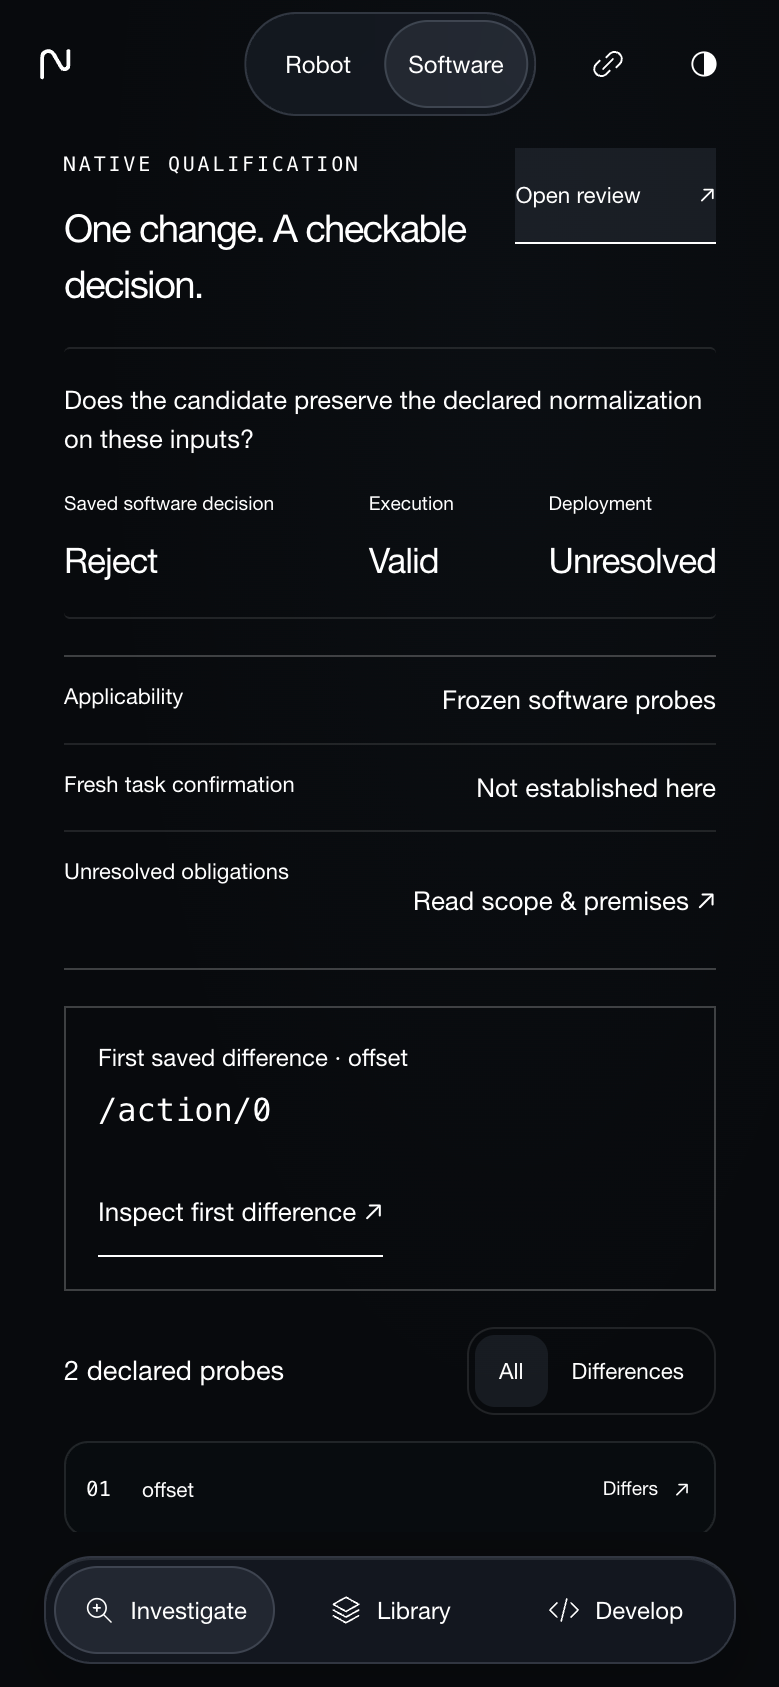 Robot
Software
NATIVE QUALIFICATION
Open review
One change. A checkable
decision.
Does the candidate preserve the declared normalization
on these inputs?
Saved software decision
Execution
Deployment
Reject
Valid
Unresolved
Applicability
Frozen software probes
Fresh task confirmation
Not established here
Unresolved obligations
Read scope & premises ↗
First saved difference · offset
/action/0
Inspect first difference ↗
2 declared probes
All
Differences
01 offset
Differs ↗
Investigate
Library
Develop